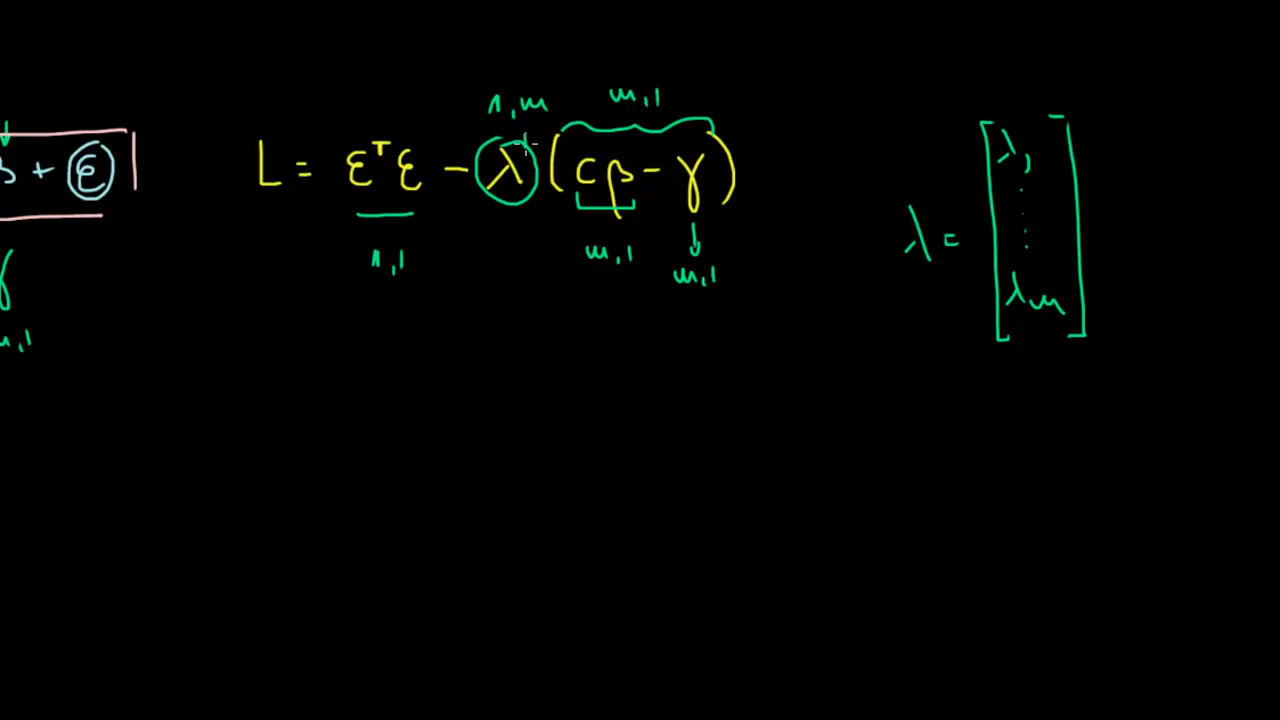 1,m m,1
β + ε L = εᵀε - λ (cβ - γ) λ₁
λ = ⋮
1,1 m,1 m,1 λm
γ
m,1